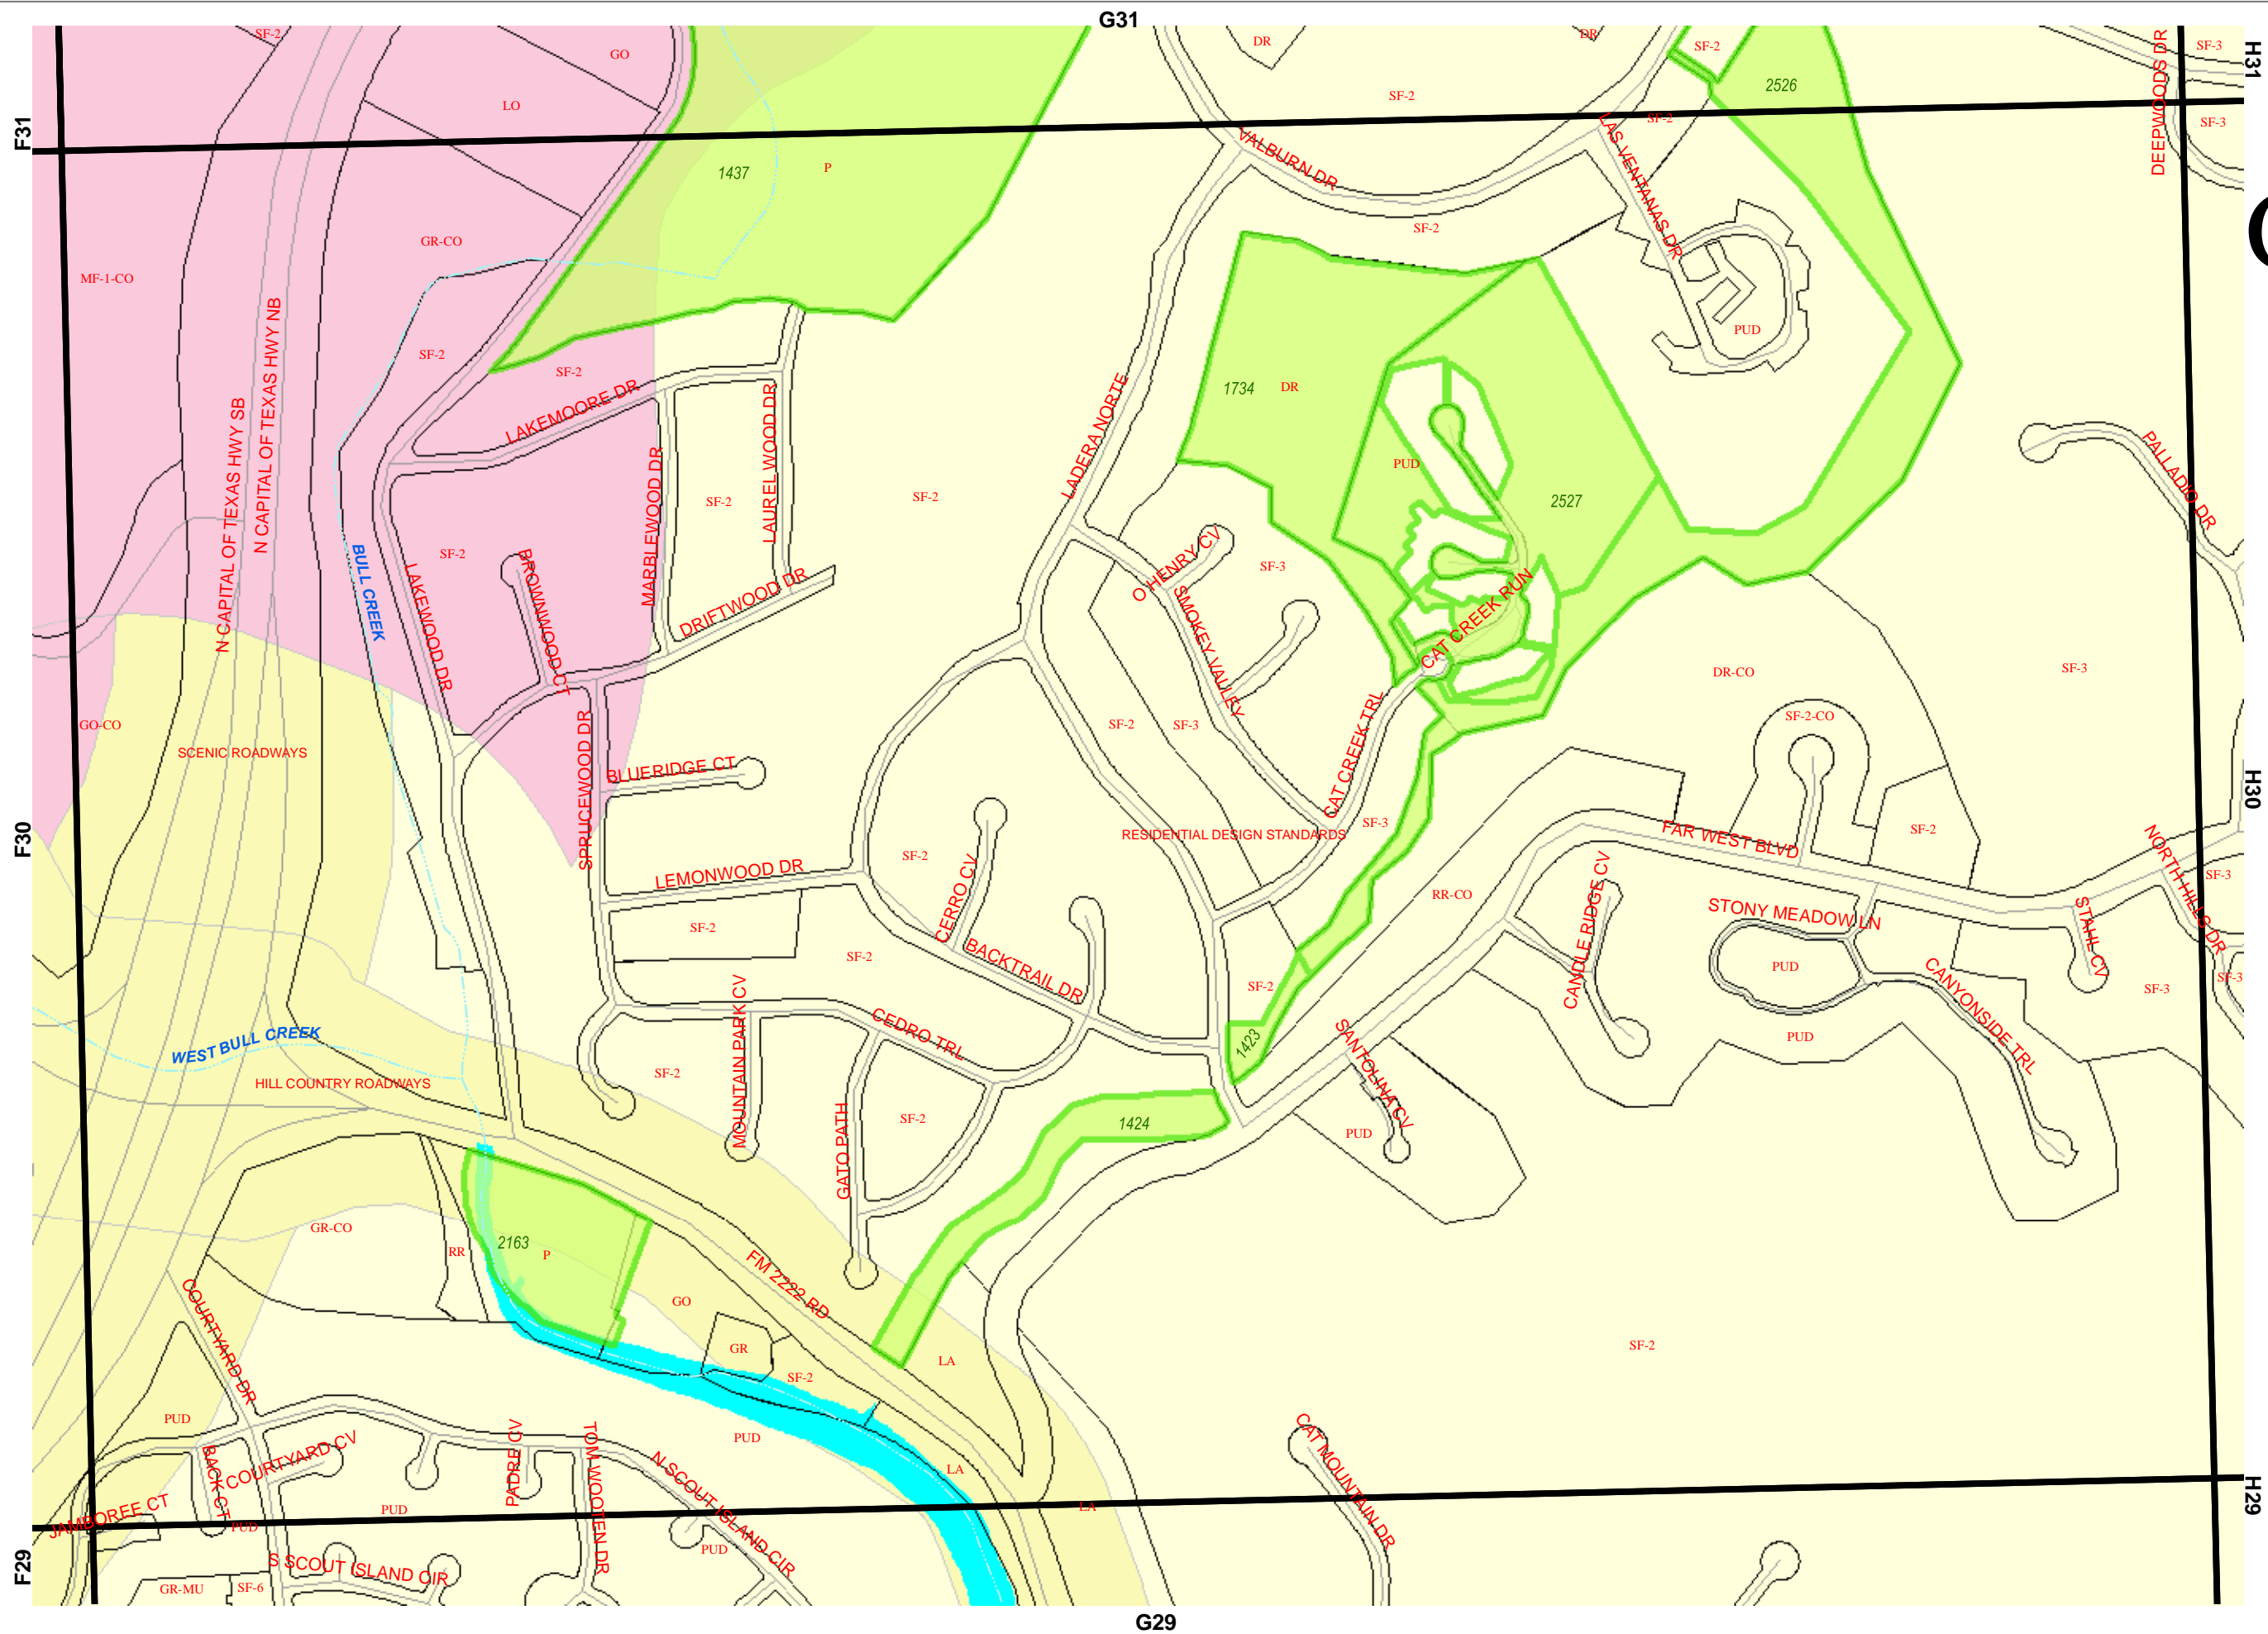 G31
SF-2
GO
DR
DR
SF-2
DEEPWOODS DR
SF-3
H31
LO
SF-2
2526
F31
VALBURN DR
SF-2
LAS VENTANAS DR
SF-3
1437
P
GR-CO
SF-2
MF-1-CO
N CAPITAL OF TEXAS HWY NB
PUD
SF-2
SF-2
LAKEMOORE DR
LAURELWOOD DR
LADERA NORTE
1734
DR
N CAPITAL OF TEXAS HWY SB
MARBLEWOOD DR
SF-2
SF-2
PUD
2527
PALLADIO DR
BULL CREEK
SF-2
LAKEWOOD DR
BROWNWOOD CT
DRIFTWOOD DR
O HENRY CV
SF-3
SMOKEY VALLEY
CAT CREEK RUN
DR-CO
SF-3
GO-CO
SCENIC ROADWAYS
SPRUCEWOOD DR
BLUERIDGE CT
SF-2
SF-3
CAT CREEK TRL
SF-2-CO
H30
F30
RESIDENTIAL DESIGN STANDARDS
SF-3
FAR WEST BLVD
SF-2
NORTH HILLS DR
LEMONWOOD DR
SF-2
CERRO CV
RR-CO
CANDLE RIDGE CV
STONY MEADOW LN
STAHL CV
SF-3
SF-2
SF-2
BACKTRAIL DR
SF-2
PUD
CANYONSIDE TRL
SF-3
SF-3
WEST BULL CREEK
MOUNTAIN PARK CV
CEDRO TRL
1423
SANTOLINA CV
PUD
HILL COUNTRY ROADWAYS
SF-2
GATO PATH
SF-2
1424
PUD
GR-CO
RR
2163
P
FM 2222 RD
GO
COURTYARD DR
GR
SF-2
LA
SF-2
PUD
BACK CT
COURTYARD CV
PADRE CV
TOM WOOTEN DR
N SCOUT ISLAND CIR
PUD
LA
CAT MOUNTAIN DR
H29
JAMBOREE CT
PUD
PUD
LA
F29
S SCOUT ISLAND CIR
PUD
GR-MU
SF-6
G29